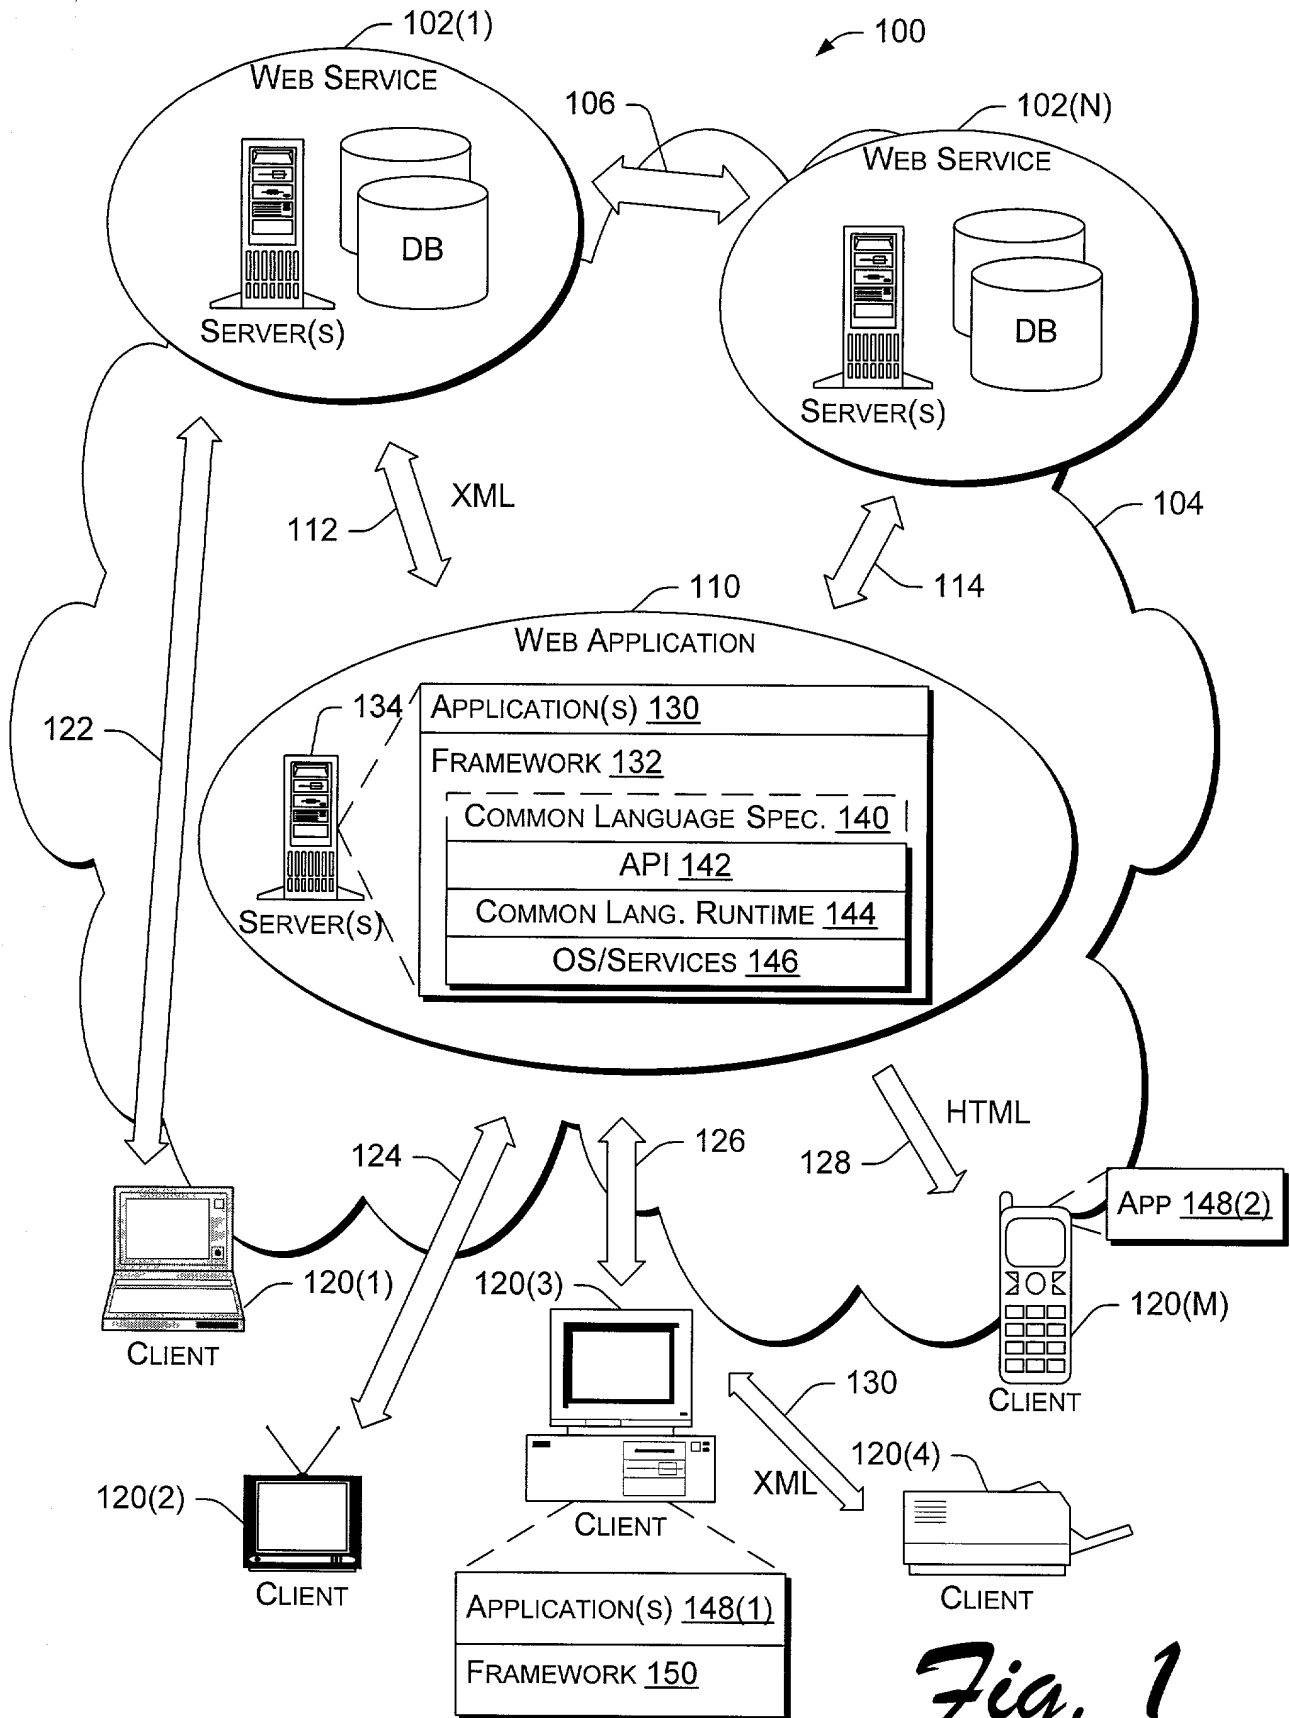 102(1)
100
WEB SERVICE
106
102(N)
WEB SERVICE
DB
SERVER(S)
DB
SERVER(S)
XML
112
104
114
110
WEB APPLICATION
134
APPLICATION(S) 130
122
FRAMEWORK 132
COMMON LANGUAGE SPEC. 140
API 142
SERVER(S)
COMMON LANG. RUNTIME 144
OS/SERVICES 146
HTML
124
126
128
APP 148(2)
120(1)
120(3)
120(M)
CLIENT
130
CLIENT
120(4)
XML
120(2)
CLIENT
CLIENT
CLIENT
APPLICATION(S) 148(1)
FRAMEWORK 150
Fig. 1